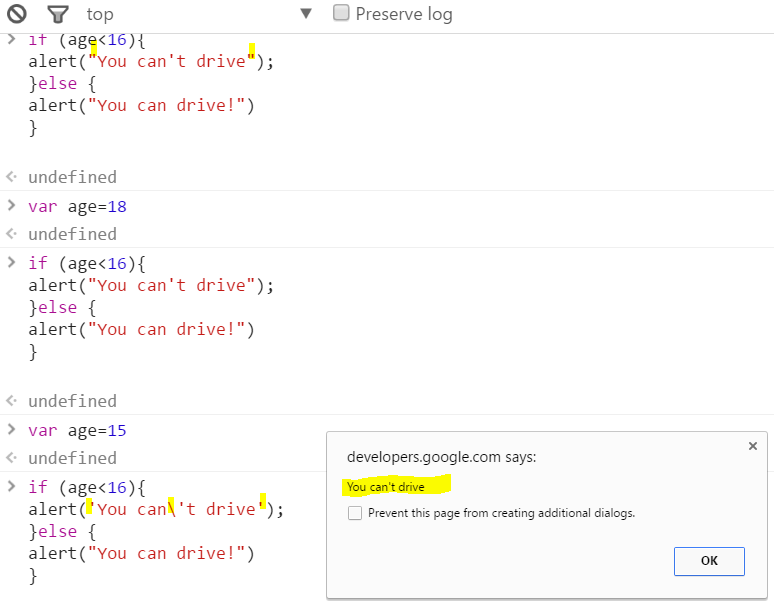 top Preserve log
if (age<16){
alert("You can't drive");
}else {
alert("You can drive!")
}
undefined
var age=18
undefined
if (age<16){
alert("You can't drive");
}else {
alert("You can drive!")
}
undefined
var age=15
undefined
if (age<16){
alert('You can\'t drive');
}else {
alert("You can drive!")
}
developers.google.com says:
You can't drive
Prevent this page from creating additional dialogs.
OK